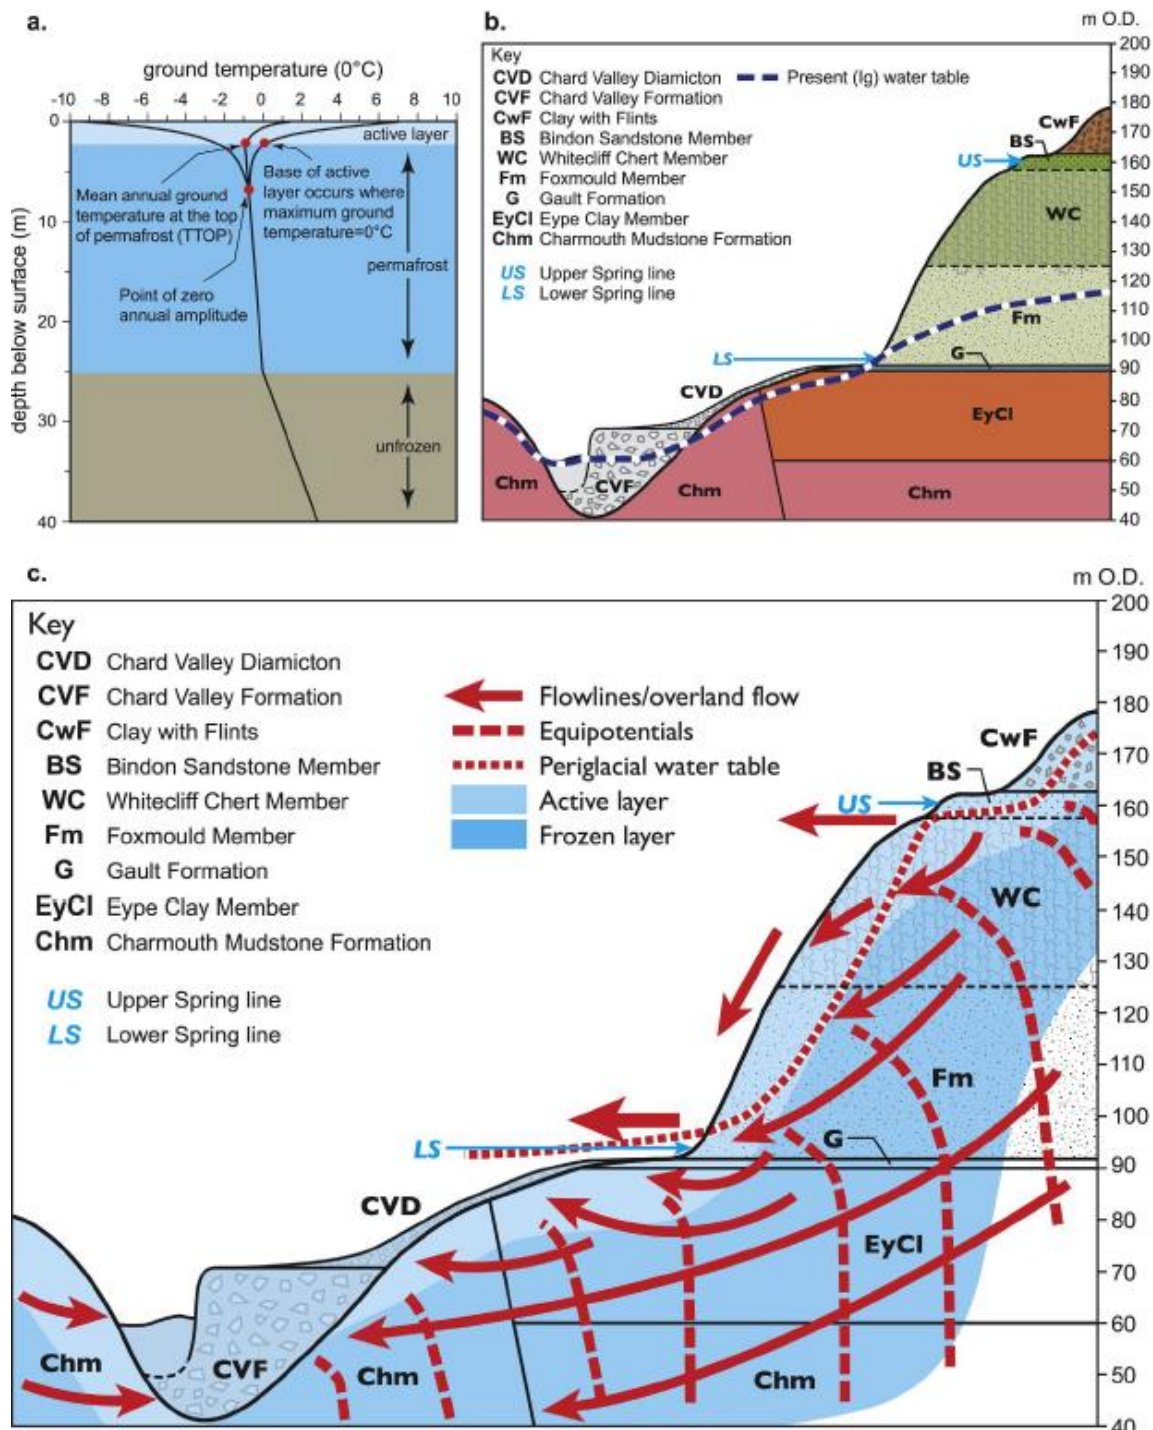 a.
ground temperature (0°C)
-10 -8 -6 -4 -2 0 2 4 6 8 10
depth below surface (m)
0
10
20
30
40
active layer
Mean annual ground
temperature at the top
of permafrost (TTOP)
Base of active
layer occurs where
maximum ground
temperature=0°C
permafrost
Point of zero
annual amplitude
unfrozen
b.
m O.D.
Key
CVD Chard Valley Diamicton
CVF Chard Valley Formation
CwF Clay with Flints
BS Bindon Sandstone Member
WC Whitecliff Chert Member
Fm Foxmould Member
G Gault Formation
EyCl Eype Clay Member
Chm Charmouth Mudstone Formation
US Upper Spring line
LS Lower Spring line
Present (Ig) water table
200
190
180
170
160
150
140
130
120
110
100
90
80
70
60
50
40
CwF
BS
US
WC
Fm
LS
G
CVD
EyCl
Chm
CVF
Chm
Chm
c.
m O.D.
Key
CVD Chard Valley Diamicton
CVF Chard Valley Formation
CwF Clay with Flints
BS Bindon Sandstone Member
WC Whitecliff Chert Member
Fm Foxmould Member
G Gault Formation
EyCl Eype Clay Member
Chm Charmouth Mudstone Formation
US Upper Spring line
LS Lower Spring line
Flowlines/overland flow
Equipotentials
Periglacial water table
Active layer
Frozen layer
200
190
180
170
160
150
140
130
120
110
100
90
80
70
60
50
40
CwF
BS
US
WC
Fm
G
LS
CVD
EyCl
Chm
CVF
Chm
Chm